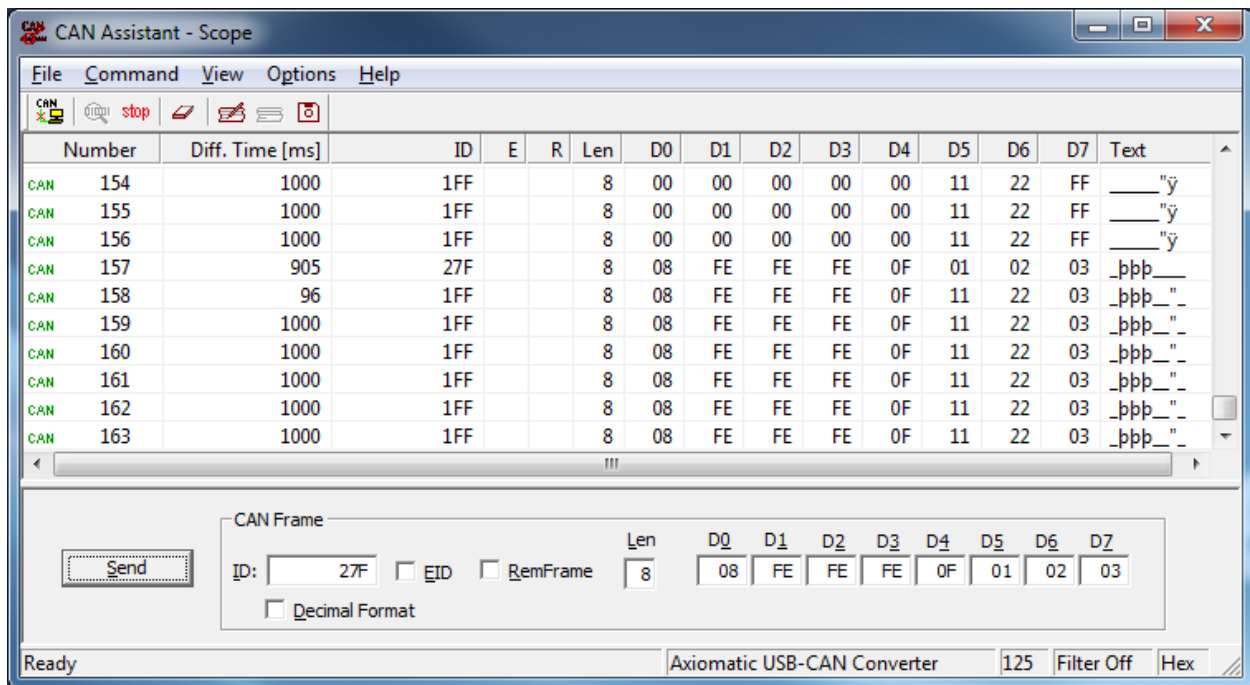 CAN Assistant - Scope
File Command View Options Help
CAN stop
Number Diff. Time [ms] ID E R Len D0 D1 D2 D3 D4 D5 D6 D7 Text
CAN 154 1000 1FF 8 00 00 00 00 00 11 22 FF _____"ÿ
CAN 155 1000 1FF 8 00 00 00 00 00 11 22 FF _____"ÿ
CAN 156 1000 1FF 8 00 00 00 00 00 11 22 FF _____"ÿ
CAN 157 905 27F 8 08 FE FE FE 0F 01 02 03 _þþþ____
CAN 158 96 1FF 8 08 FE FE FE 0F 11 22 03 _þþþ__"_
CAN 159 1000 1FF 8 08 FE FE FE 0F 11 22 03 _þþþ__"_
CAN 160 1000 1FF 8 08 FE FE FE 0F 11 22 03 _þþþ__"_
CAN 161 1000 1FF 8 08 FE FE FE 0F 11 22 03 _þþþ__"_
CAN 162 1000 1FF 8 08 FE FE FE 0F 11 22 03 _þþþ__"_
CAN 163 1000 1FF 8 08 FE FE FE 0F 11 22 03 _þþþ__"_
CAN Frame
Len D0 D1 D2 D3 D4 D5 D6 D7
Send ID: 27F EID RemFrame 8 08 FE FE FE 0F 01 02 03
Decimal Format
Ready Axiomatic USB-CAN Converter 125 Filter Off Hex